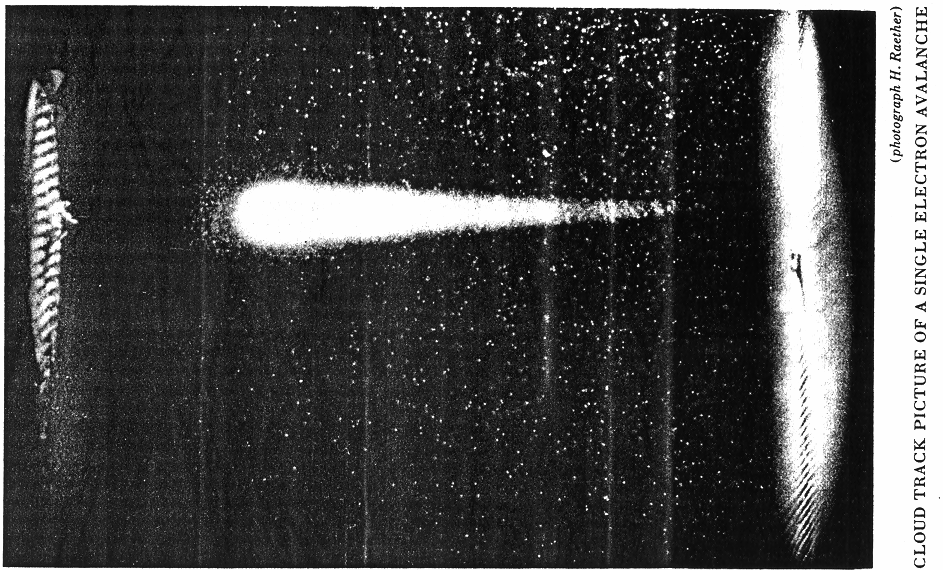 (photograph H. Raether)
CLOUD TRACK PICTURE OF A SINGLE ELECTRON AVALANCHE